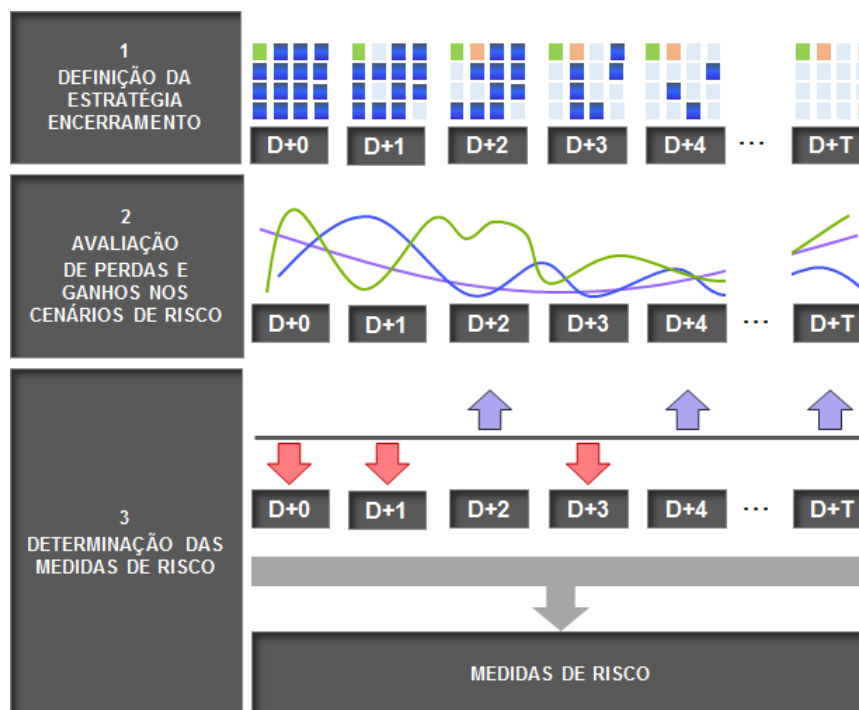 1
DEFINIÇÃO DA
ESTRATÉGIA
ENCERRAMENTO
D+0 D+1 D+2 D+3 D+4 ... D+T
2
AVALIAÇÃO
DE PERDAS E
GANHOS NOS
CENÁRIOS DE RISCO
D+0 D+1 D+2 D+3 D+4 ... D+T
3
DETERMINAÇÃO DAS
MEDIDAS DE RISCO
D+0 D+1 D+2 D+3 D+4 ... D+T
MEDIDAS DE RISCO